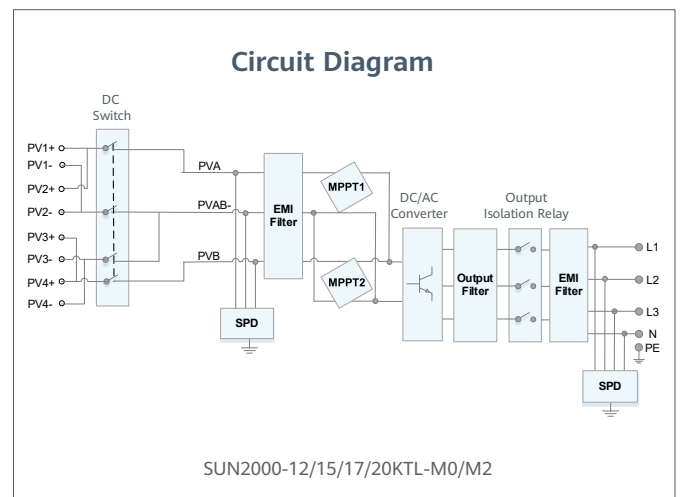 Circuit Diagram
DC
Switch
PV1+
PV1-
PV2+
PV2-
PV3+
PV3-
PV4+
PV4-
PVA
PVAB-
PVB
EMI
Filter
SPD
MPPT1
MPPT2
DC/AC
Converter
Output
Filter
Output
Isolation Relay
EMI
Filter
L1
L2
L3
N
PE
SPD
SUN2000-12/15/17/20KTL-M0/M2